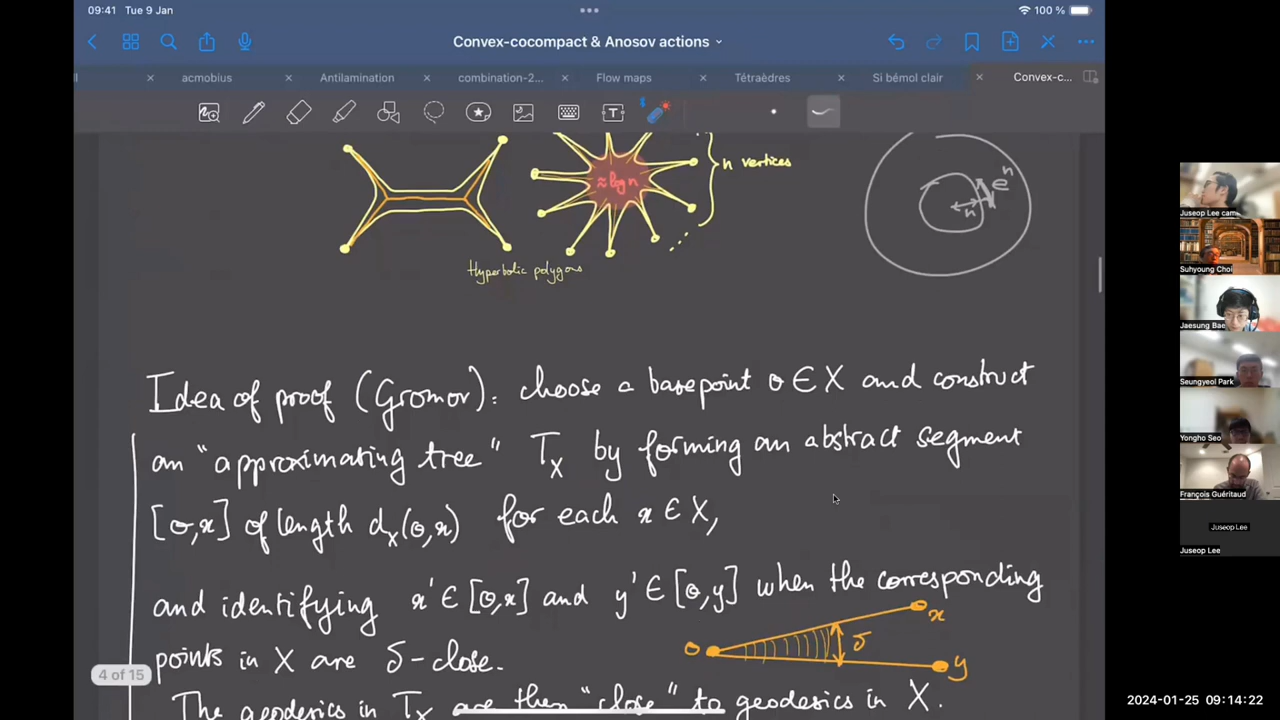 09:41 Tue 9 Jan
100 %
Convex-cocompact & Anosov actions
acmobius
Antilamination
combination-2...
Flow maps
Tétraèdres
Si bémol clair
Convex-c...
n vertices
≈ log n
e^n
n
Hyperbolic polygons
Idea of proof (Gromov): choose a basepoint o ∈ X and construct
an "approximating tree" T_X by forming an abstract segment
[o,x] of length d_X(o,x) for each x ∈ X,
and identifying x' ∈ [o,x] and y' ∈ [o,y] when the corresponding
points in X are δ-close.
o x δ y
4 of 15
The geodesics in T_X are then "close" to geodesics in X.
Juseop Lee cam
Suhyoung Choi
Jaesung Bae
Seungyeol Park
Yongho Seo
François Guéritaud
Juseop Lee
Juseop Lee
2024-01-25 09:14:22